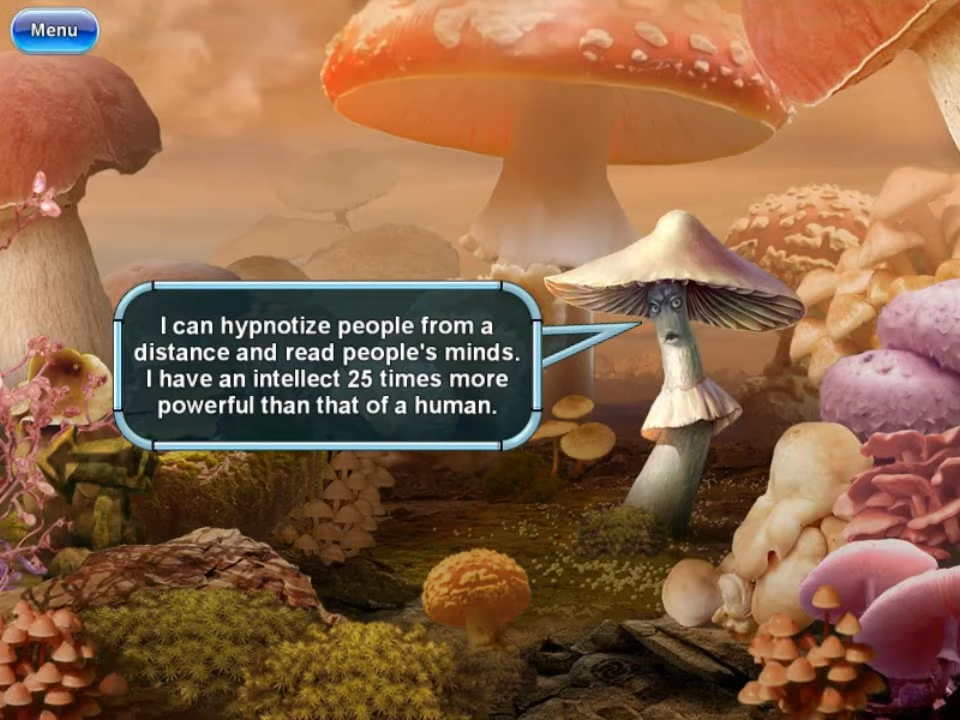 Menu
I can hypnotize people from a
distance and read people's minds.
I have an intellect 25 times more
powerful than that of a human.